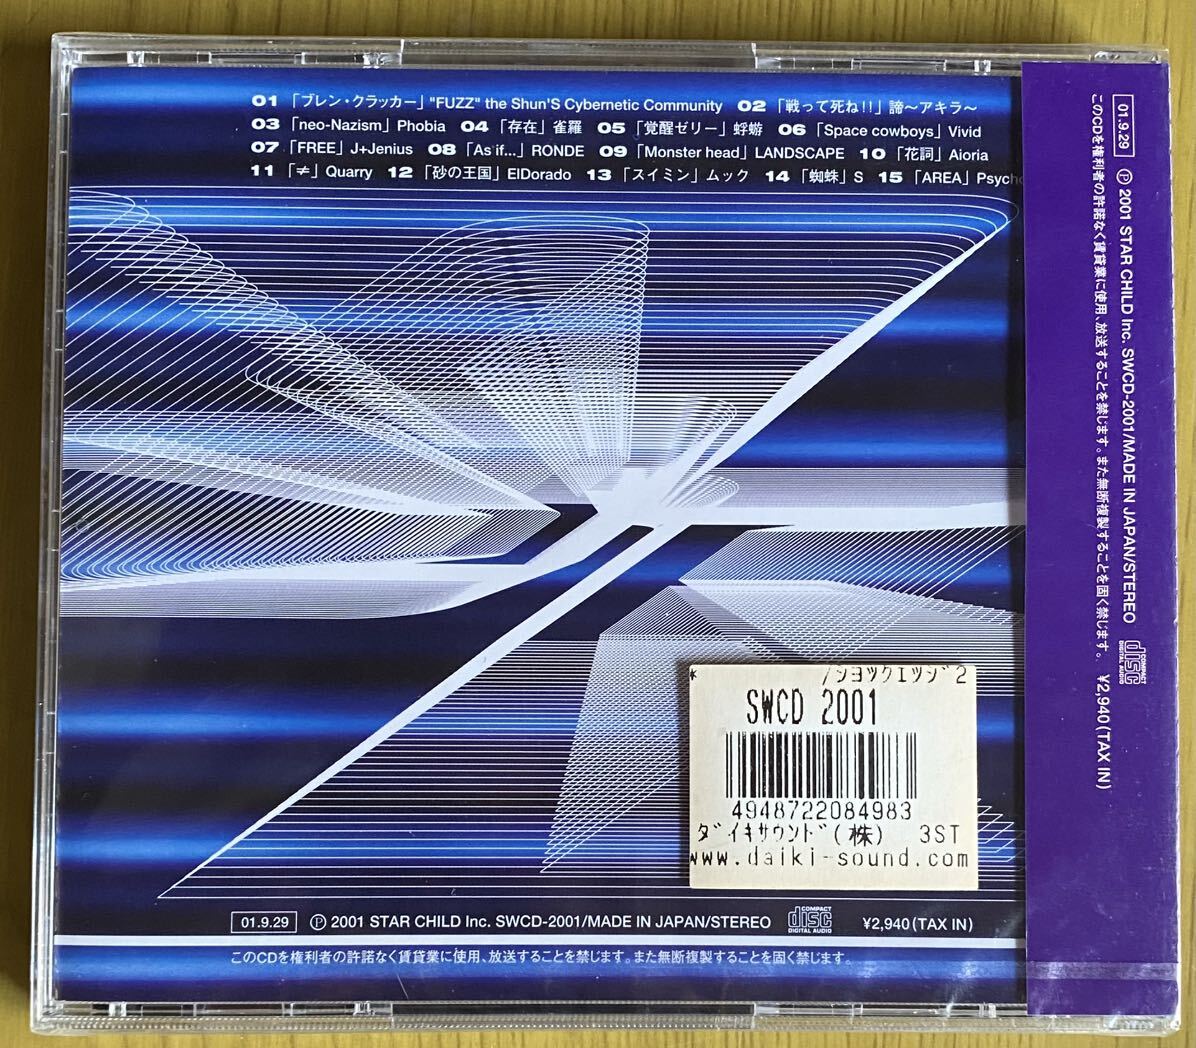 01「ブレン・クラッカー」"FUZZ" the Shun'S Cybernetic Community 02「戦って死ね!!」諦〜アキラ〜
03「neo-Nazism」Phobia 04「存在」雀羅 05「覚醒ゼリー」蜉蝣 06「Space cowboys」Vivid
07「FREE」J+Jenius 08「As if...」RONDE 09「Monster head」LANDSCAPE 10「花詞」Aioria
11「≠」Quarry 12「砂の王国」ElDorado 13「スイミン」ムック 14「蜘蛛」S 15「AREA」Psycho
*　/ショックエッジ2
SWCD 2001
4948722084983
ダイキサウンド(株) 3ST
www.daiki-sound.com
01.9.29 Ⓟ 2001 STAR CHILD Inc. SWCD-2001/MADE IN JAPAN/STEREO COMPACT disc DIGITAL AUDIO ¥2,940(TAX IN)
このCDを権利者の許諾なく賃貸業に使用、放送することを禁じます。また無断複製することを固く禁じます。
01.9.29 Ⓟ 2001 STAR CHILD Inc. SWCD-2001/MADE IN JAPAN/STEREO COMPACT disc DIGITAL AUDIO
このCDを権利者の許諾なく賃貸業に使用、放送することを禁じます。また無断複製することを固く禁じます。 ¥2,940(TAX IN)